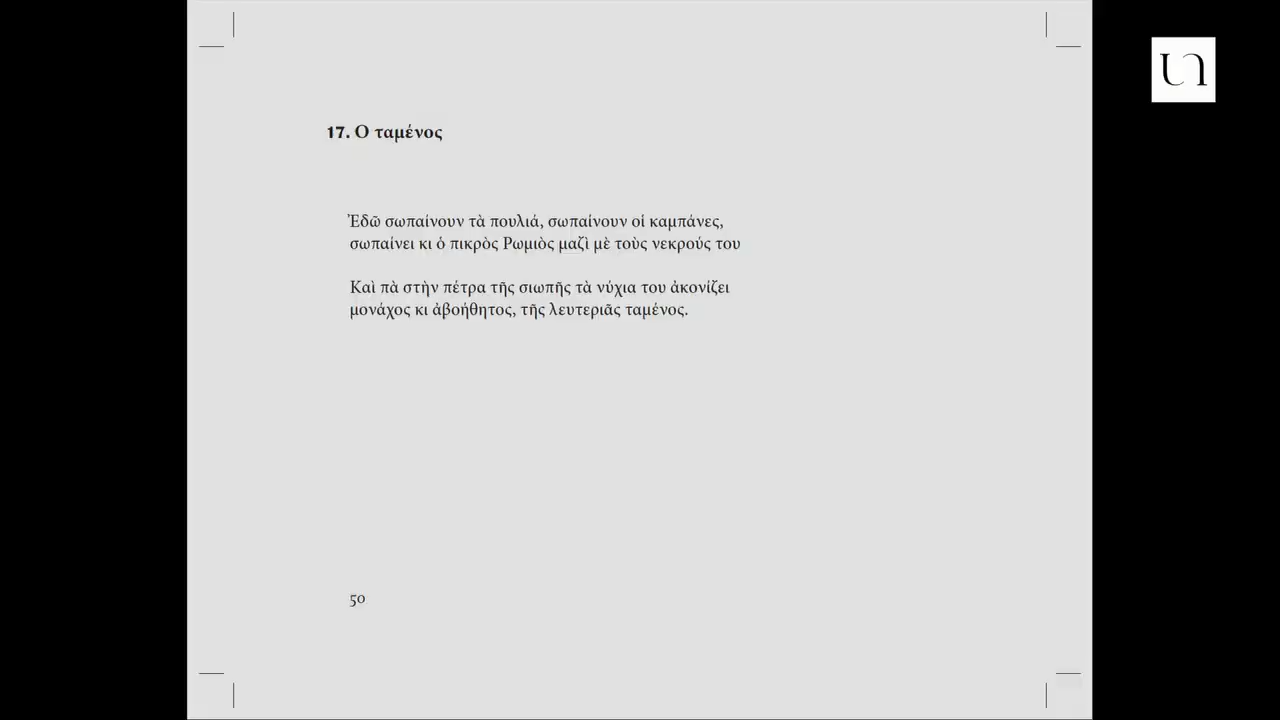 17. Ο ταμένος
Ἐδῶ σωπαίνουν τὰ πουλιά, σωπαίνουν οἱ καμπάνες,
σωπαίνει κι ὁ πικρὸς Ρωμιὸς μαζὶ μὲ τοὺς νεκρούς του
Καὶ πὰ στὴν πέτρα τῆς σιωπῆς τὰ νύχια του ἀκονίζει
μονάχος κι ἀβοήθητος, τῆς λευτεριᾶς ταμένος.
50